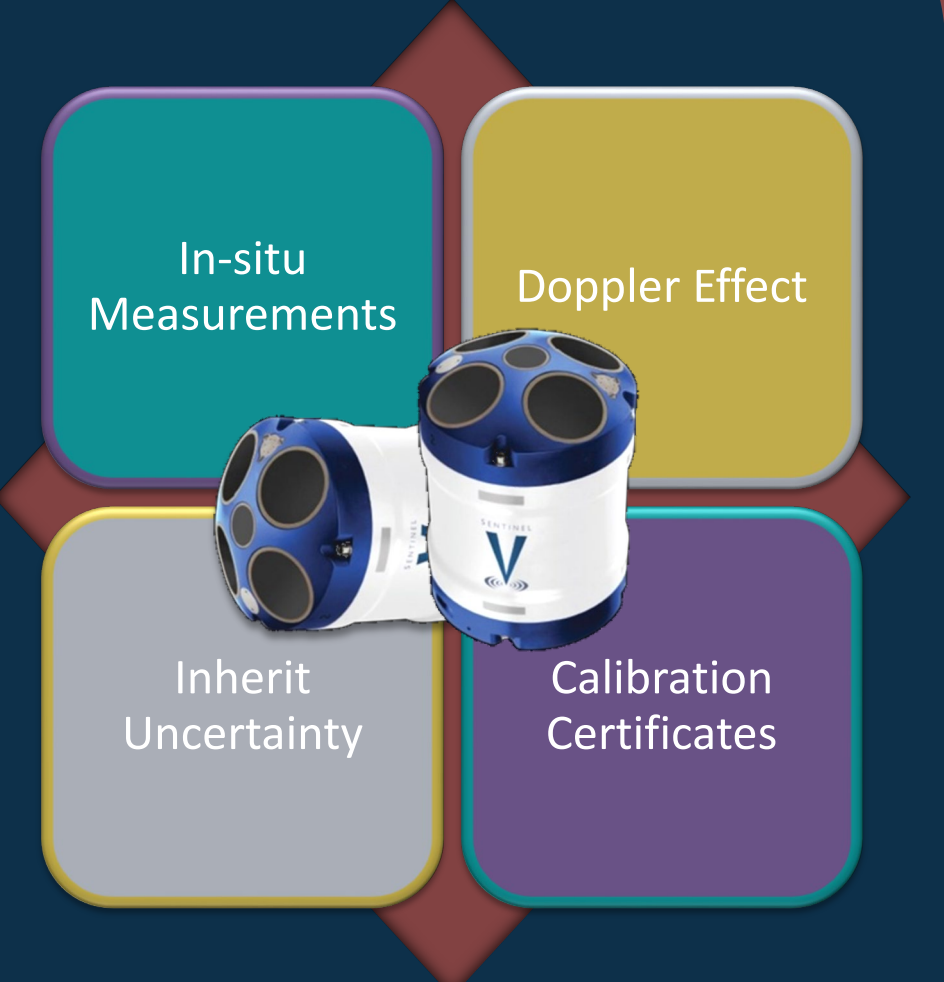 In-situ
Measurements
Doppler Effect
SENTINEL
V
SENTINEL
Inherit
Uncertainty
Calibration
Certificates